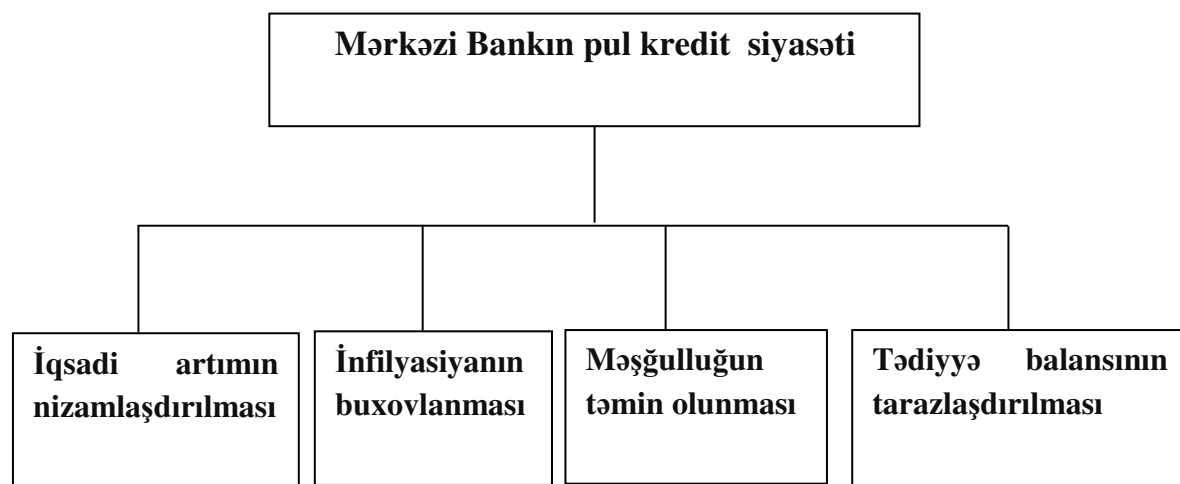 Mərkəzi Bankın pul kredit siyasəti
İqsadi artımın
nizamlaşdırılması
İnfilyasiyanın
buxovlanması
Məşğulluğun
təmin olunması
Tədiyyə balansının
tarazlaşdırılması